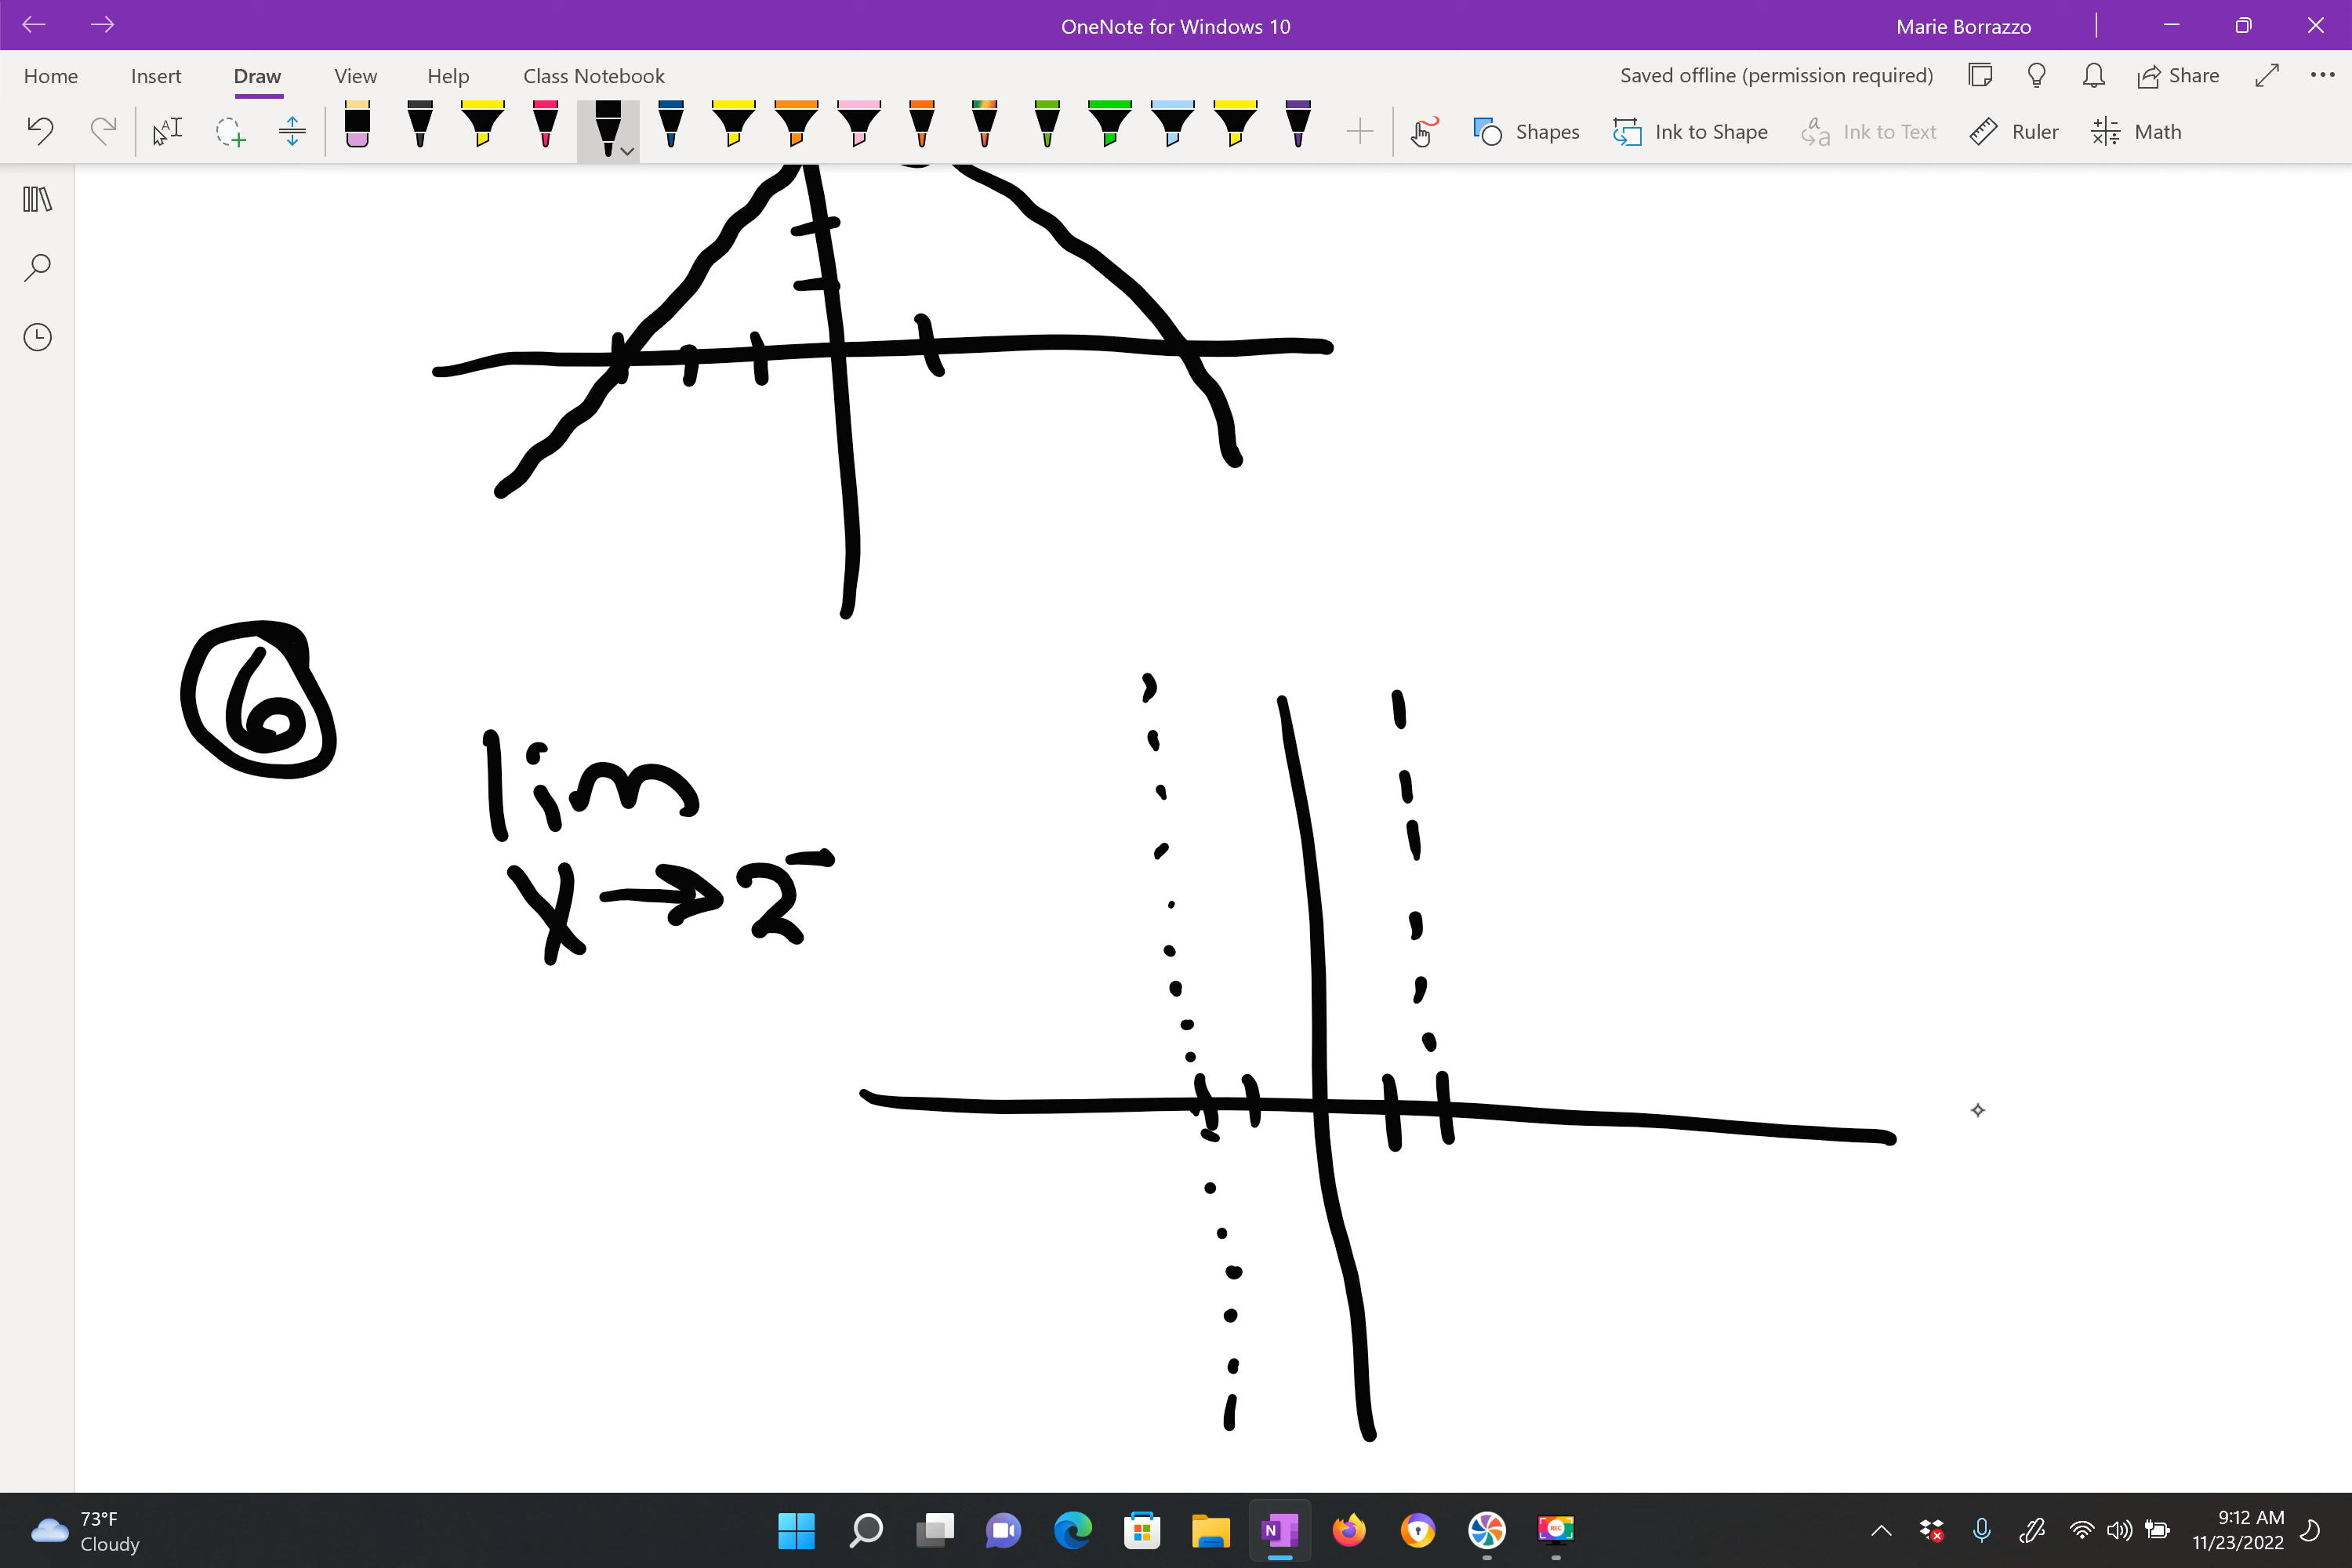 OneNote for Windows 10
Marie Borrazzo
Home Insert Draw View Help Class Notebook
Saved offline (permission required)
Share
Shapes
Ink to Shape
Ink to Text
Ruler
Math
6
lim
x→2⁻
73°F
Cloudy
9:12 AM
11/23/2022